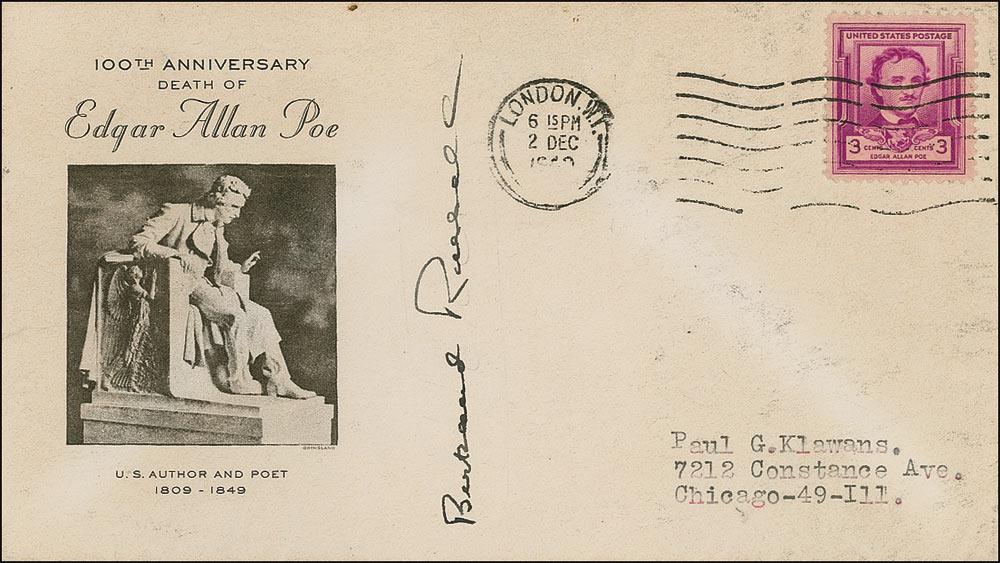 100TH ANNIVERSARY
DEATH OF
Edgar Allan Poe
U.S. AUTHOR AND POET
1809 - 1849
Bertrand Russell
LONDON. W.1.
6 15 PM
2 DEC
1949
UNITED STATES POSTAGE
3 CENTS CENTS 3
EDGAR ALLAN POE
Paul G.Klawans.
7212 Constance Ave.
Chicago-49-Ill.